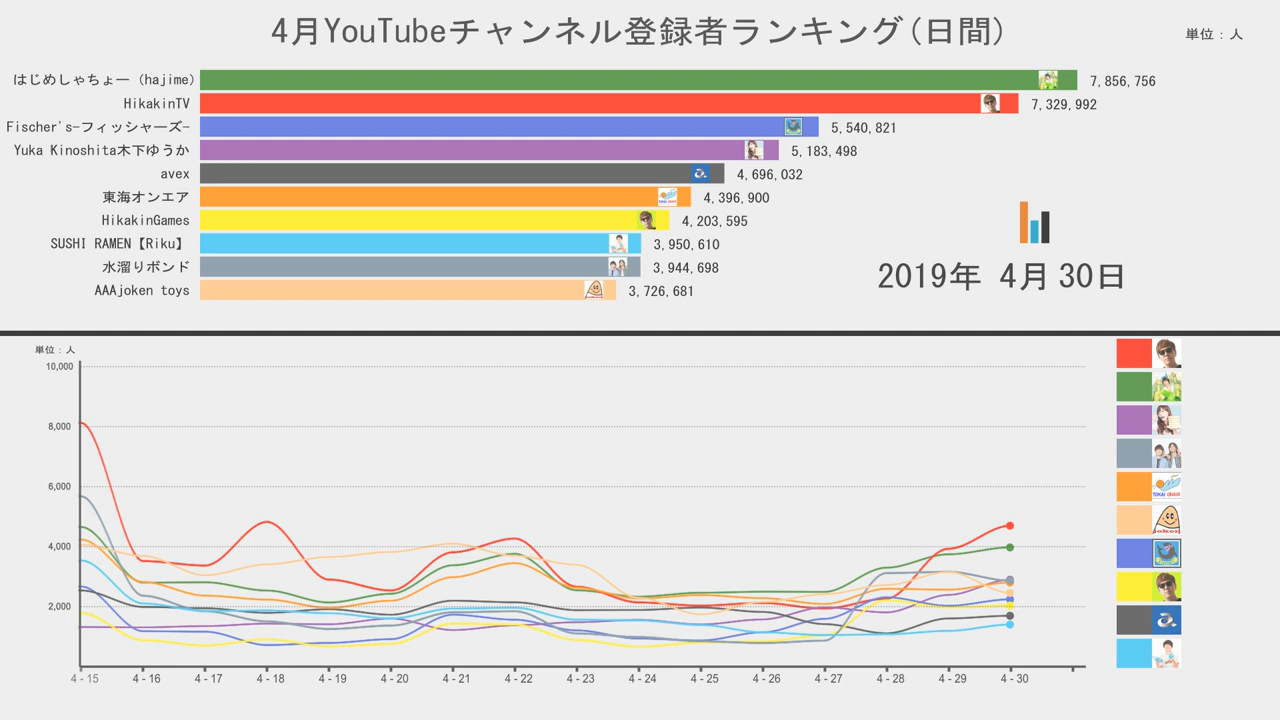 4月YouTubeチャンネル登録者ランキング(日間)
単位：人
はじめしゃちょー (hajime) 7,856,756
HikakinTV 7,329,992
Fischer's-フィッシャーズ- 5,540,821
Yuka Kinoshita木下ゆうか 5,183,498
avex 4,696,032
東海オンエア 4,396,900
HikakinGames 4,203,595
SUSHI RAMEN【Riku】 3,950,610
水溜りボンド 3,944,698
AAAjoken toys 3,726,681
2019年 4月30日
単位：人
10,000
8,000
6,000
4,000
2,000
4-15 4-16 4-17 4-18 4-19 4-20 4-21 4-22 4-23 4-24 4-25 4-26 4-27 4-28 4-29 4-30
TOKAI ONAIR